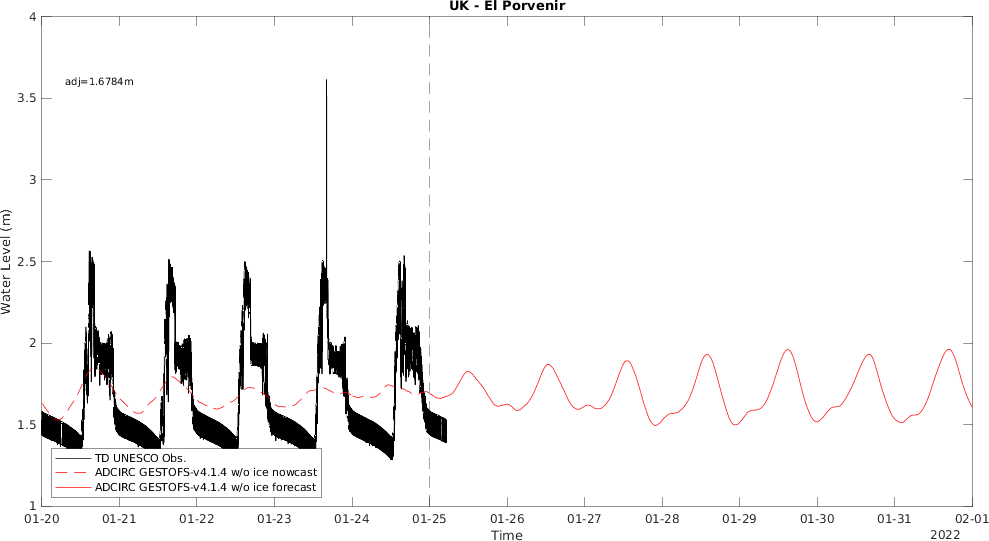 UK - El Porvenir
4
adj=1.6784m
3.5
3
2.5
2
1.5
1
Water Level (m)
TD UNESCO Obs.
ADCIRC GESTOFS-v4.1.4 w/o ice nowcast
ADCIRC GESTOFS-v4.1.4 w/o ice forecast
01-20 01-21 01-22 01-23 01-24 01-25 01-26 01-27 01-28 01-29 01-30 01-31 02-01
Time
2022